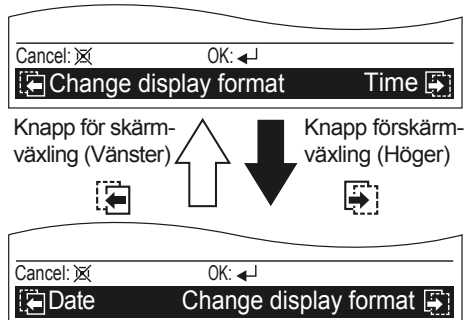 Cancel: OK:
Change display format Time
Knapp för skärm- Knapp förskärm-
växling (Vänster) växling (Höger)
Cancel: OK:
Date Change display format